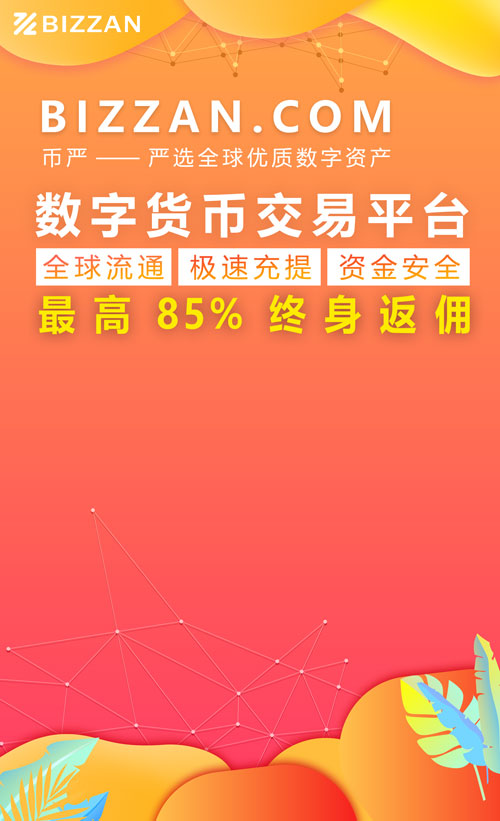 BIZZAN
BIZZAN.COM
币严 —— 严选全球优质数字资产
数字货币交易平台
全球流通 极速充提 资金安全
最高 85% 终身返佣